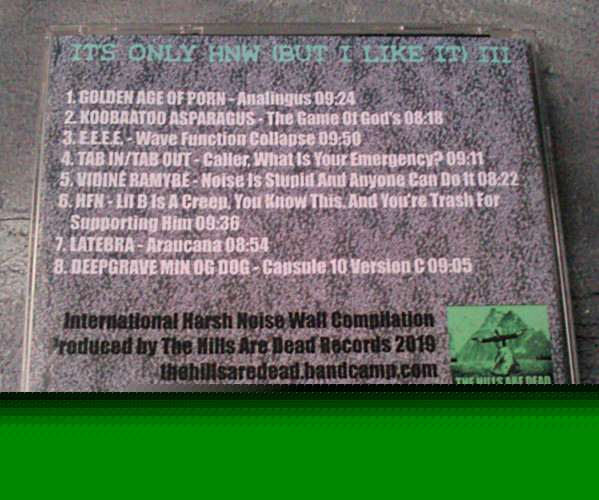 ITS ONLY HNW (BUT I LIKE IT) III
1. GOLDEN AGE OF PORN - Analingus 09:24
2. KOOBAATOO ASPARAGUS - The Game Of God's 08:18
3. E.E.E.E. - Wave Function Collapse 09:50
4. TAB IN/TAB OUT - Caller, What Is Your Emergency? 09:11
5. VIDINĖ RAMYBĖ - Noise Is Stupid And Anyone Can Do It 08:22
6. HFN - Lil B Is A Creep, You Know This, And You're Trash For
Supporting Him 09:36
7. LATEBRA - Araucana 08:54
8. DEEPGRAVE MIN OG DOG - Capsule 10 Version C 09:05
International Harsh Noise Wall Compilation
Produced by The Hills Are Dead Records 2019
thehillsaredead.bandcamp.com
THE HILLS ARE DEAD